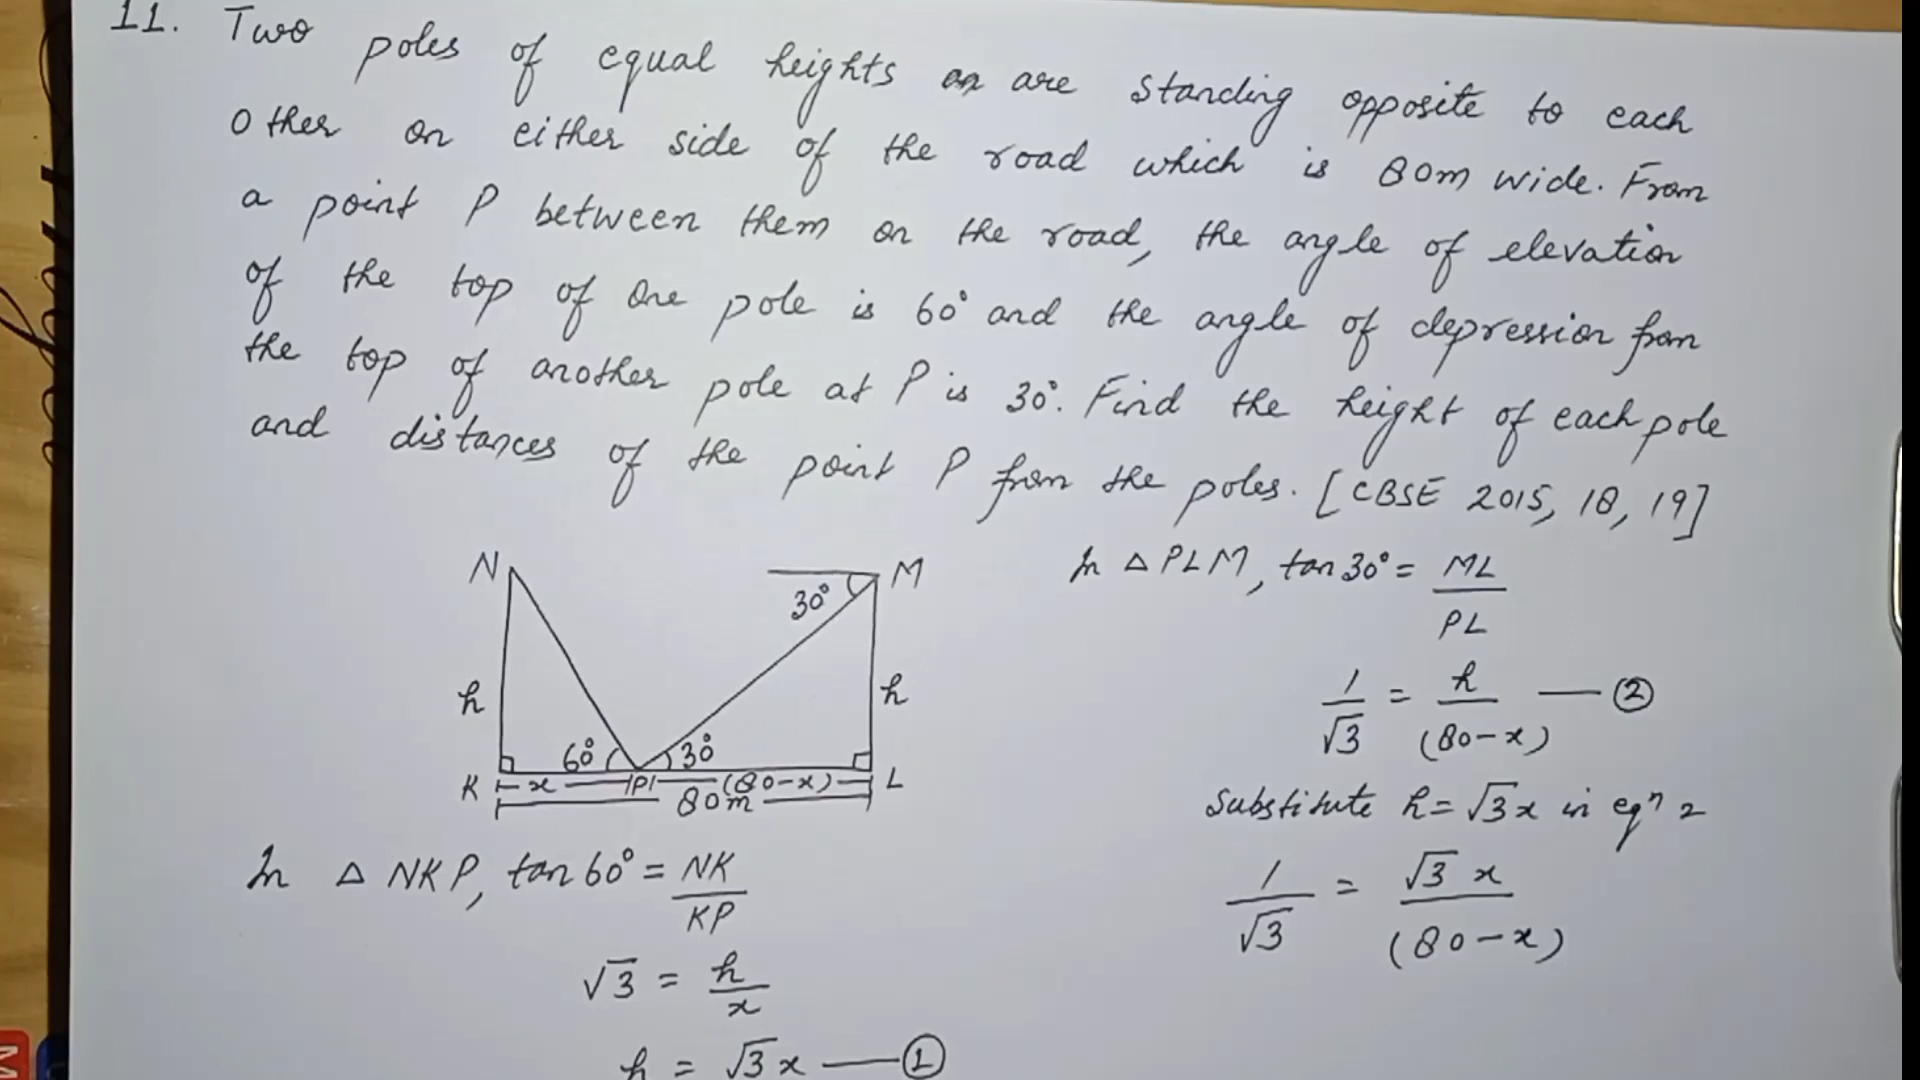 11. Two poles of equal heights an are standing opposite to each
other on either side of the road which is 80m wide. From
a point P between them on the road, the angle of elevation
of the top of one pole is 60° and the angle of depression from
the top of another pole at P is 30°. Find the height of each pole
and distances of the point P from the poles. [CBSE 2015, 18, 19]
N
M
30°
h
h
60°
30°
K
x
P
(80-x)
L
80m
In △ NKP, tan 60° = NK
KP
√3 = h
x
h = √3 x — ①
In △ PLM, tan 30° = ML
PL
1/√3 = h/(80-x) — ②
Substitute h = √3 x in eqⁿ 2
1/√3 = √3 x/(80-x)